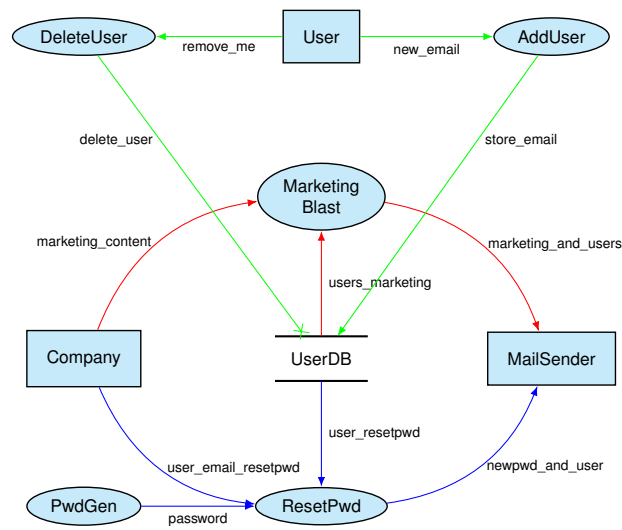 DeleteUser
User
AddUser
remove_me
new_email
delete_user
store_email
Marketing
Blast
marketing_content
marketing_and_users
users_marketing
Company
UserDB
MailSender
user_resetpwd
user_email_resetpwd
newpwd_and_user
PwdGen
ResetPwd
password